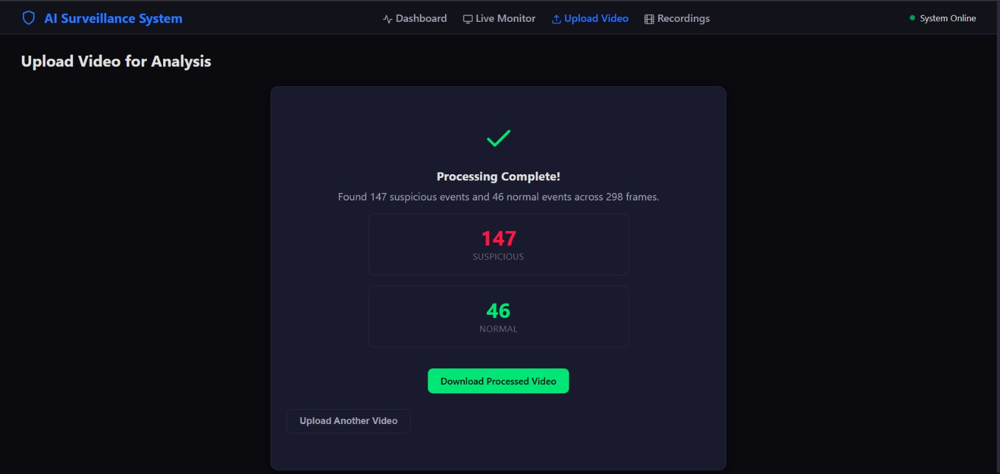 AI Surveillance System
Dashboard
Live Monitor
Upload Video
Recordings
System Online
Upload Video for Analysis
Processing Complete!
Found 147 suspicious events and 46 normal events across 298 frames.
147
SUSPICIOUS
46
NORMAL
Download Processed Video
Upload Another Video